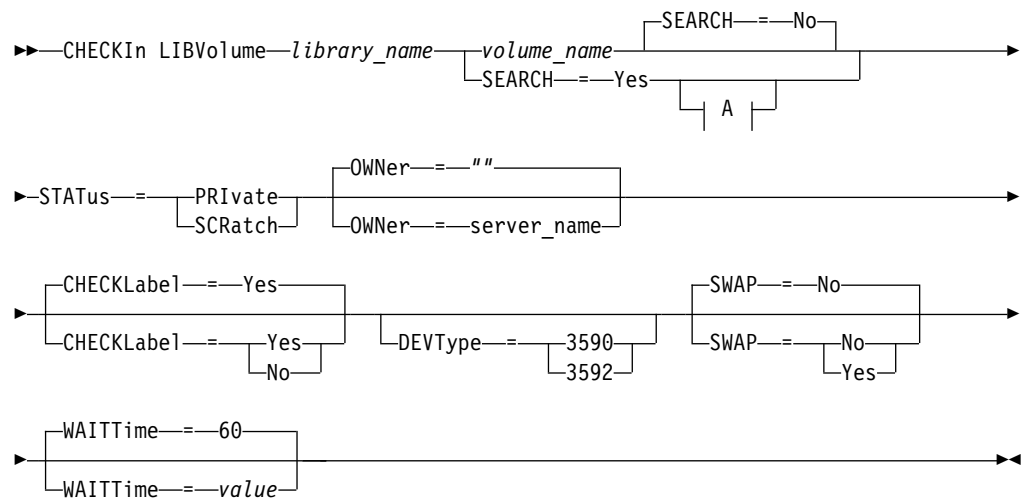 SEARCH = No
CHECKIn LIBVolume library_name volume_name
SEARCH = Yes
A
OWNer = ""
STATus = PRIvate
SCRatch OWNer = server_name
CHECKLabel = Yes SWAP = No
CHECKLabel = Yes DEVType = 3590 SWAP = No
No 3592 Yes
WAITTime = 60
WAITTime = value